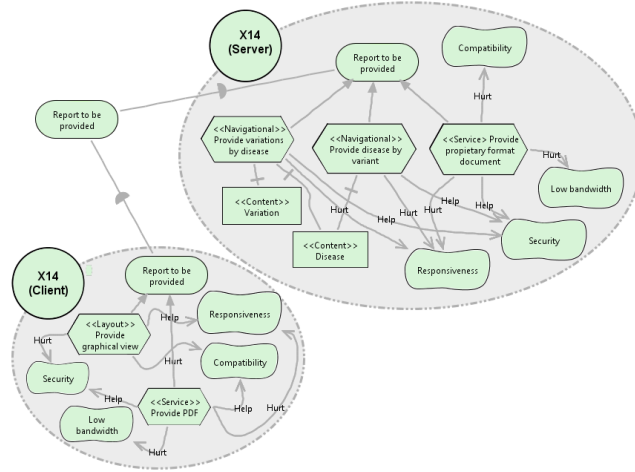 X14
(Server)
Report to be
provided
Compatibility
Hurt
Report to be
provided
<<Navigational>>
Provide variations
by disease
<<Navigational>>
Provide disease by
variant
<<Service> Provide
propietary format
document
Hurt
Low bandwidth
<<Content>>
Variation
Hurt
Hurt
Hurt
Help
Help
Help
<<Content>>
Disease
Security
Responsiveness
X14
(Client)
Report to be
provided
Responsiveness
<<Layout>>
Provide
graphical view
Help
Hurt
Hurt
Compatibility
Security
Help
<<Service>>
Provide PDF
Help
Hurt
Low
bandwidth
Hurt